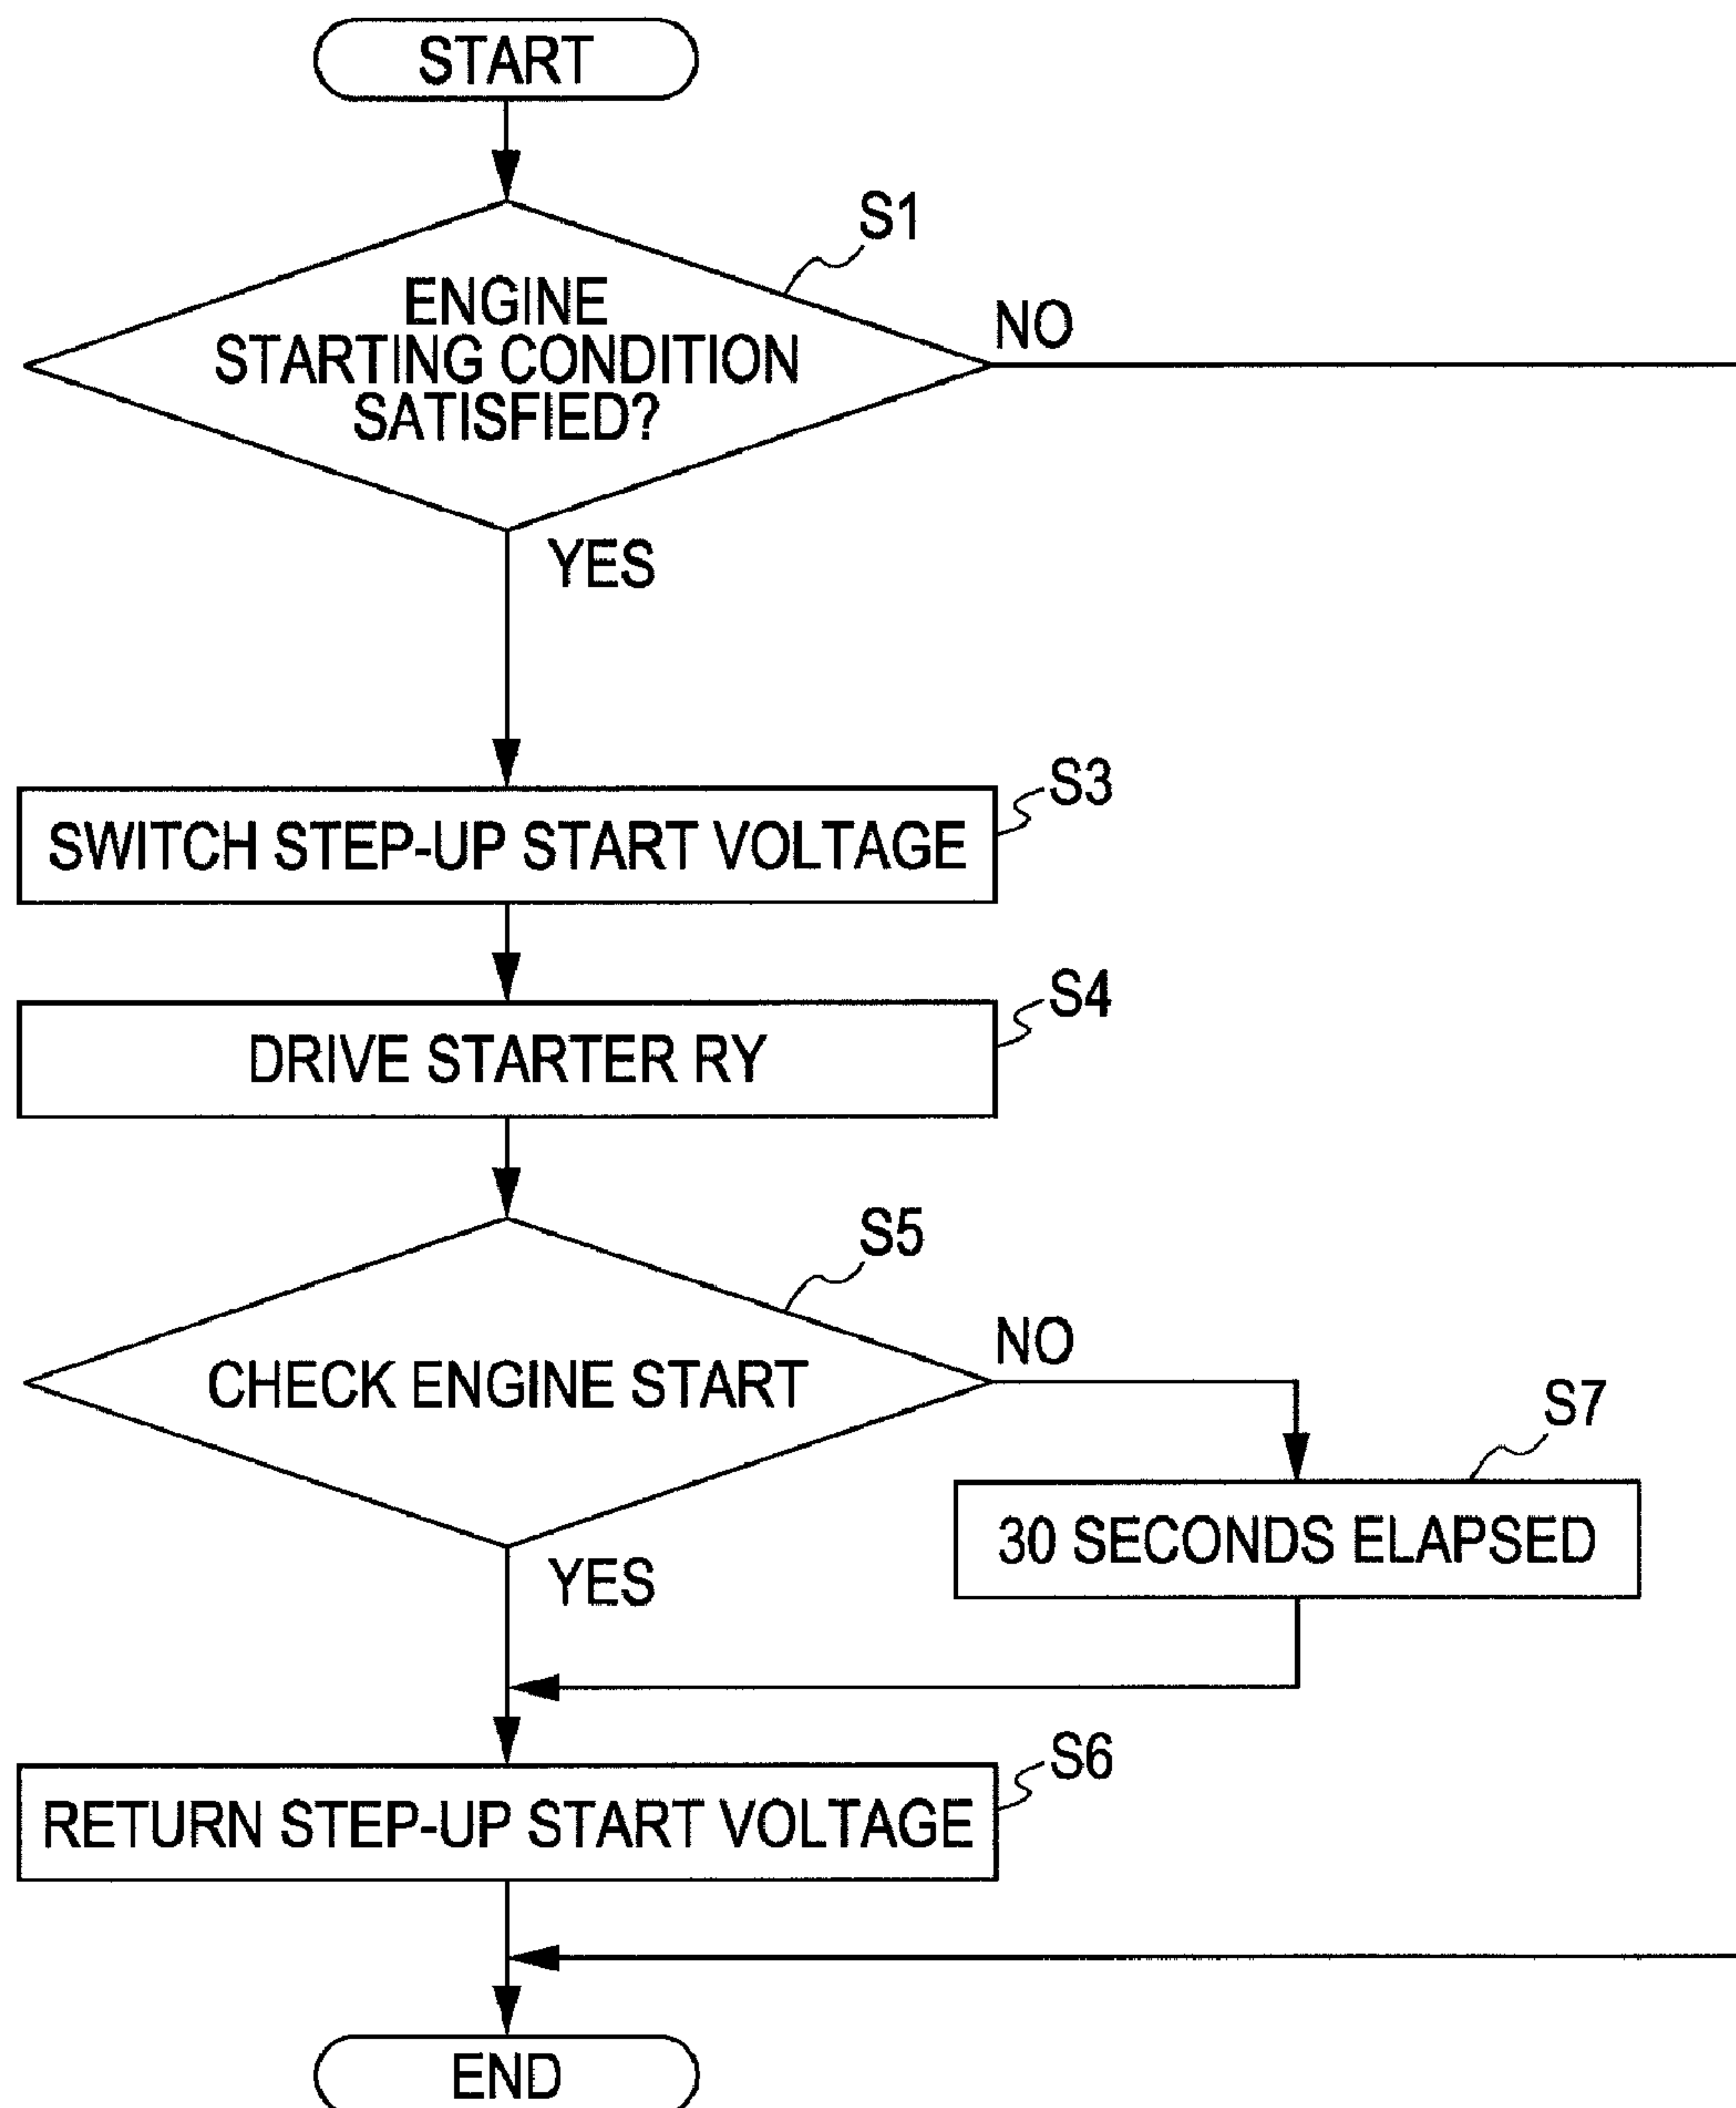 START
S1
ENGINE
STARTING CONDITION
SATISFIED?
NO
YES
S3
SWITCH STEP-UP START VOLTAGE
S4
DRIVE STARTER RY
S5
CHECK ENGINE START
NO
S7
30 SECONDS ELAPSED
YES
S6
RETURN STEP-UP START VOLTAGE
END